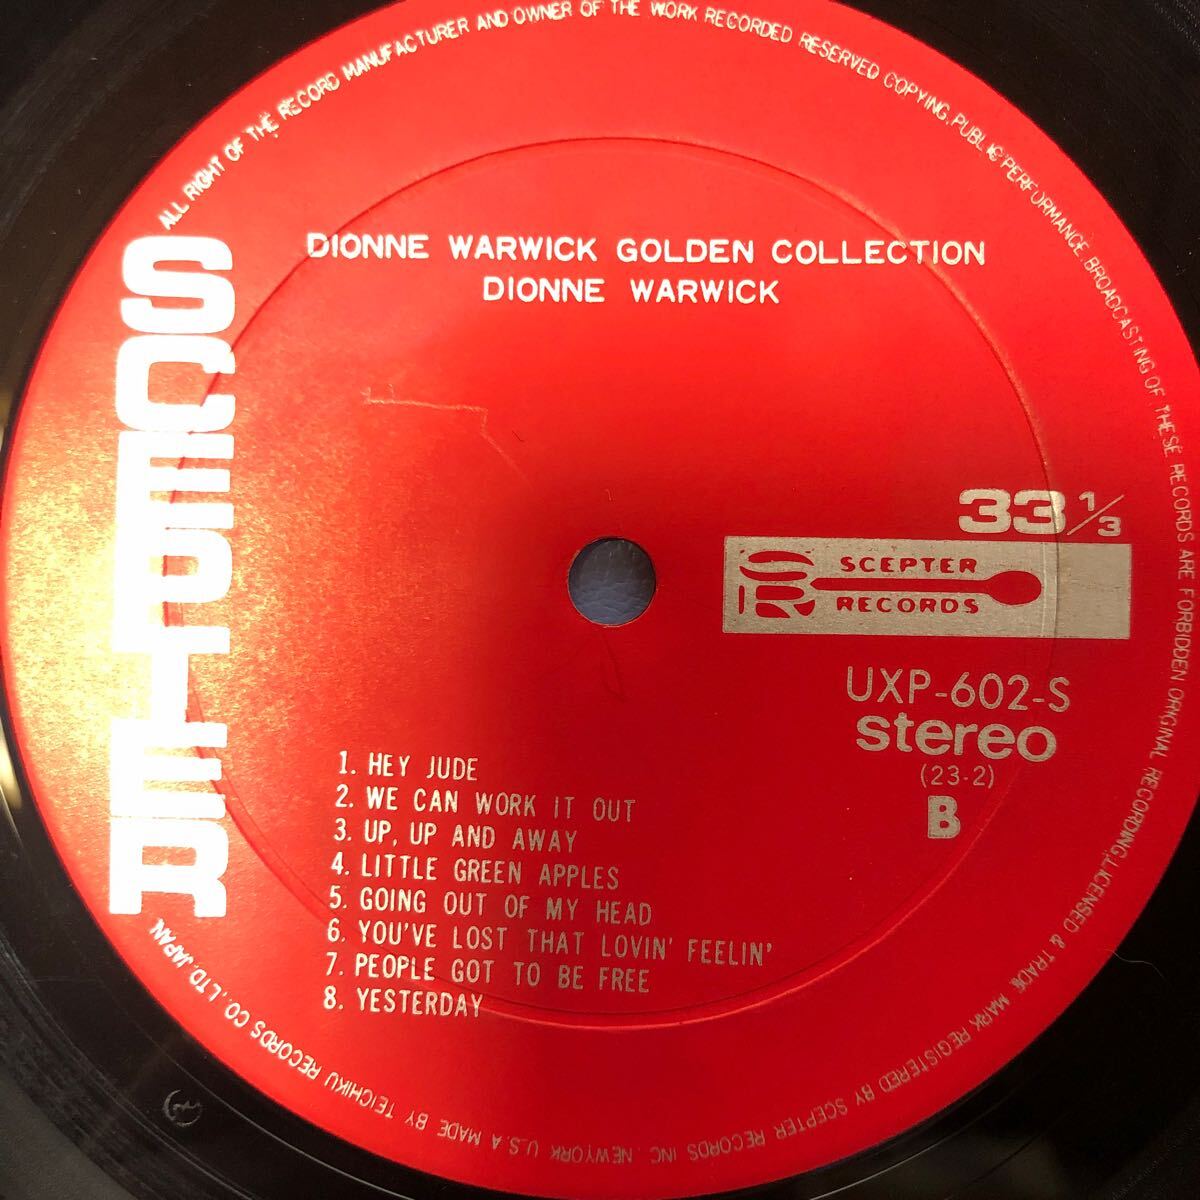 ALL RIGHT OF THE RECORD MANUFACTURER AND OWNER OF THE WORK RECORDED RESERVED COPYING, PUBLIC PERFORMANCE, BROADCASTING OF THESE RECORDS ARE FORBIDDEN ORIGINAL RECORDING, LICENSED & TRADE MARK REGISTERED BY SCEPTER RECORDS INC. NEWYORK U.S.A MADE BY TEICHIKU RECORDS CO., LTD. JAPAN
DIONNE WARWICK GOLDEN COLLECTION
DIONNE WARWICK
SCEPTER
33 1/3
SR SCEPTER
RECORDS
UXP-602-S
stereo
(23-2)
B
1. HEY JUDE
2. WE CAN WORK IT OUT
3. UP, UP AND AWAY
4. LITTLE GREEN APPLES
5. GOING OUT OF MY HEAD
6. YOU'VE LOST THAT LOVIN' FEELIN'
7. PEOPLE GOT TO BE FREE
8. YESTERDAY